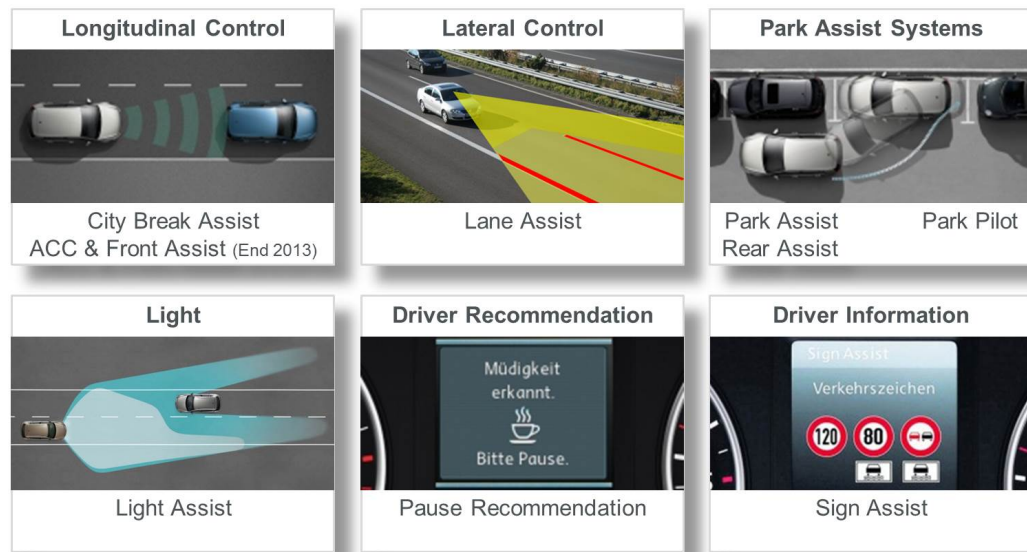 Longitudinal Control
City Break Assist
ACC & Front Assist (End 2013)
Lateral Control
Lane Assist
Park Assist Systems
Park Assist Park Pilot
Rear Assist
Light
Light Assist
Driver Recommendation
Müdigkeit
erkannt.
Bitte Pause.
Pause Recommendation
Driver Information
Sign Assist
Verkehrszeichen
120 80
Sign Assist